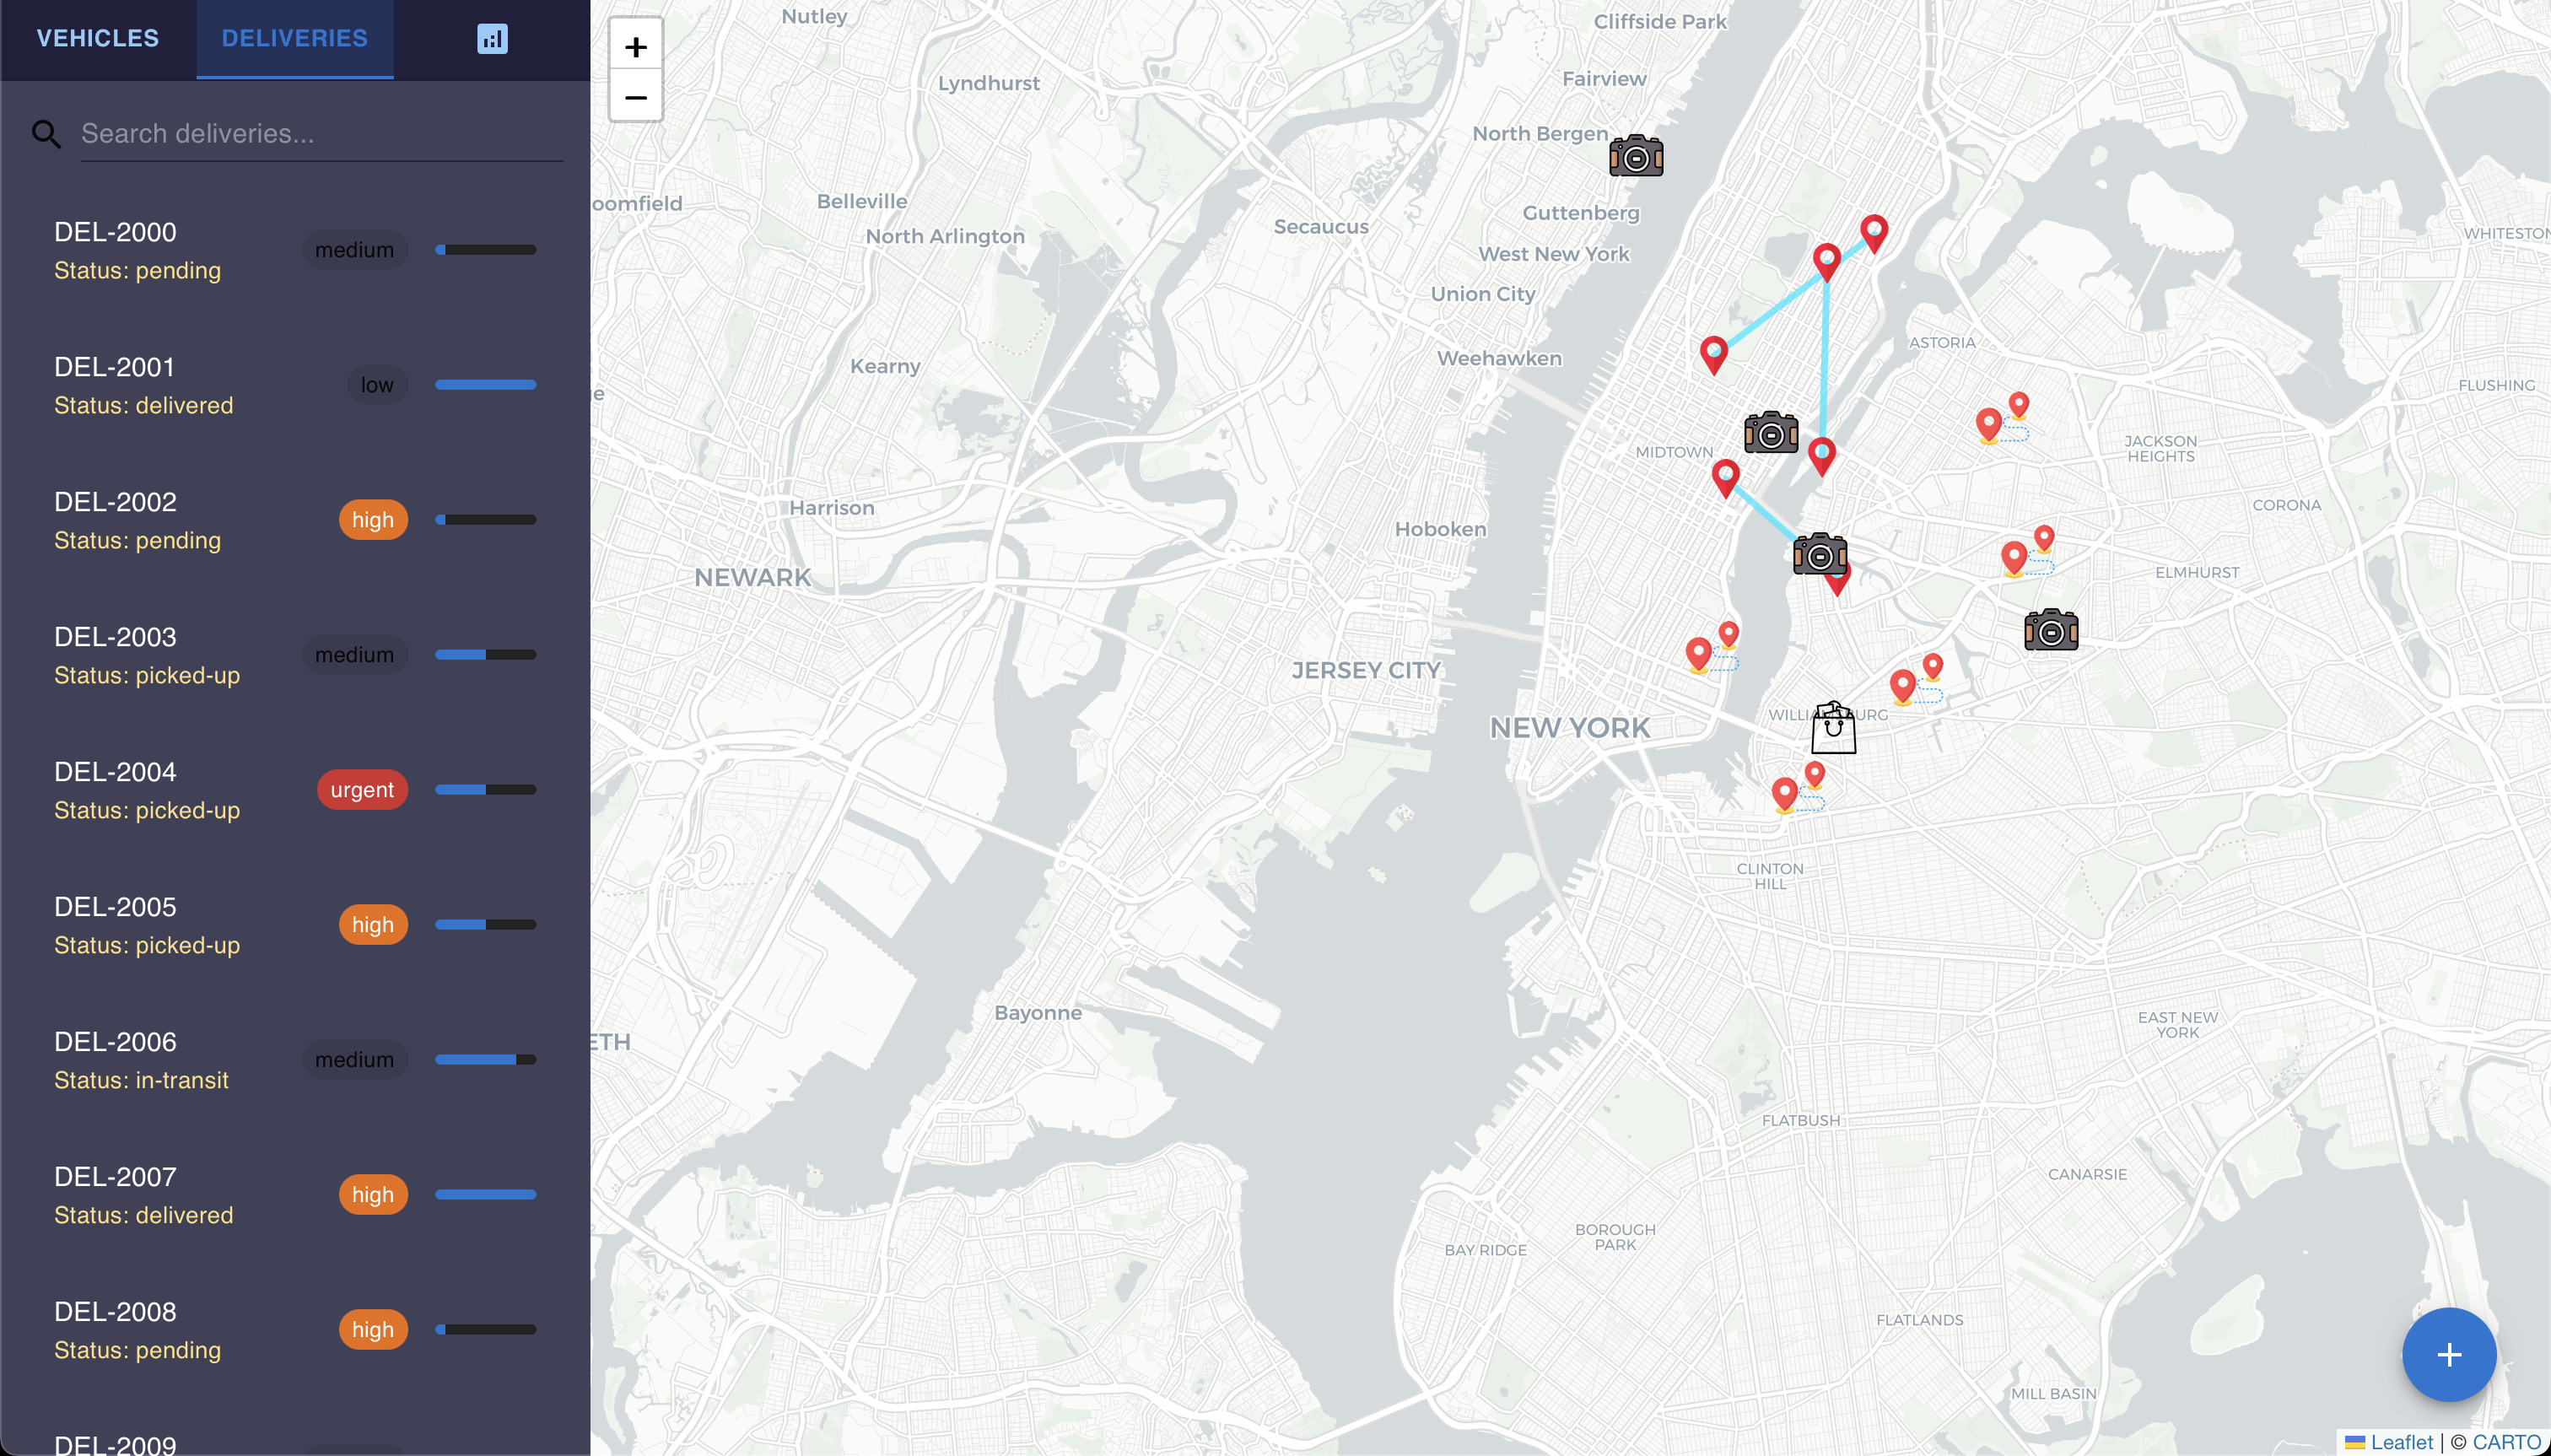 VEHICLES
DELIVERIES
Search deliveries...
DEL-2000
Status: pending
medium
DEL-2001
Status: delivered
low
DEL-2002
Status: pending
high
DEL-2003
Status: picked-up
medium
DEL-2004
Status: picked-up
urgent
DEL-2005
Status: picked-up
high
DEL-2006
Status: in-transit
medium
DEL-2007
Status: delivered
high
DEL-2008
Status: pending
high
DEL-2009
+
−
Nutley
Cliffside Park
Lyndhurst
Fairview
North Bergen
oomfield
Belleville
Guttenberg
Secaucus
North Arlington
WHITESTON
West New York
Union City
ASTORIA
Weehawken
Kearny
FLUSHING
e
MIDTOWN
JACKSON
HEIGHTS
Harrison
CORONA
Hoboken
NEWARK
ELMHURST
JERSEY CITY
WILLI
BURG
NEW YORK
CLINTON
HILL
Bayonne
EAST NEW
YORK
ETH
FLATBUSH
CANARSIE
BOROUGH
PARK
BAY RIDGE
FLATLANDS
MILL BASIN
+
Leaflet | © CARTO